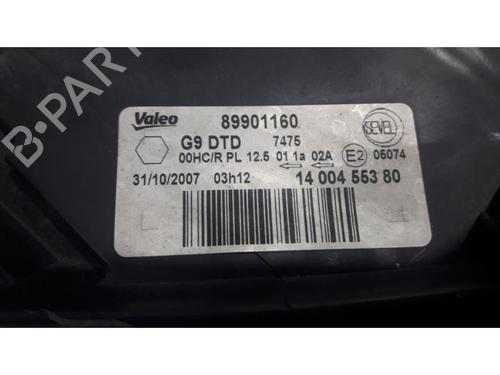 Valeo 89901160
G9 DTD 7475 SEVEL
00HC/R PL 12.5 01 1a 02A E2 05074
31/10/2007 03h12 14 004 553 80
B-Parts